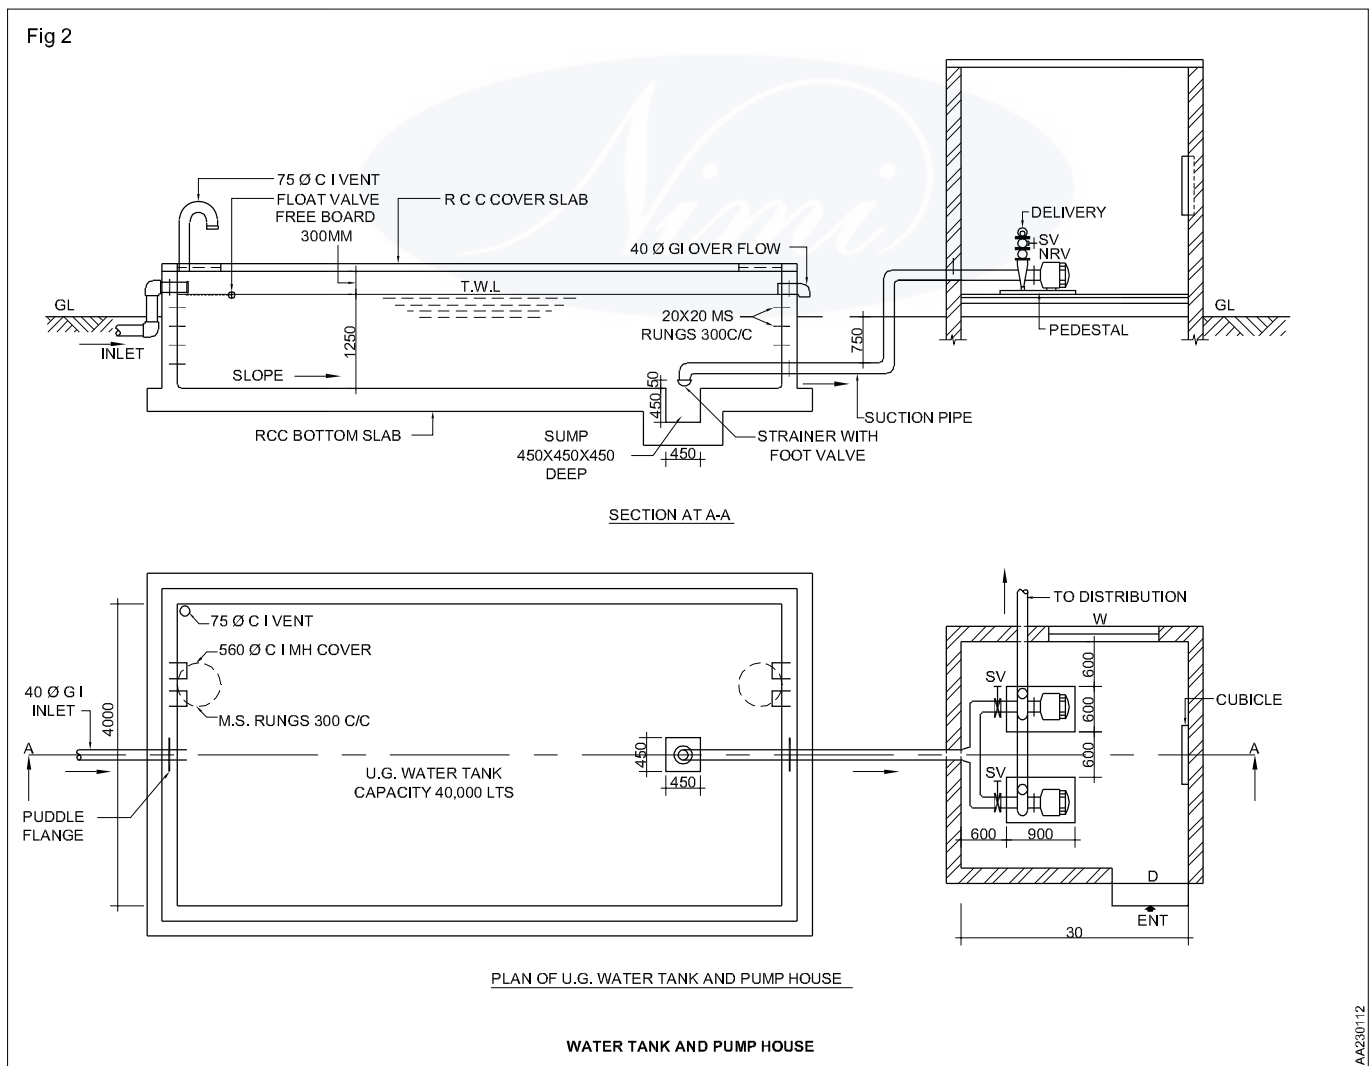 Fig 2
Nimi
75 Ø C I VENT
FLOAT VALVE
FREE BOARD
300MM
R C C COVER SLAB
40 Ø GI OVER FLOW
DELIVERY
SV
NRV
T.W.L
GL
INLET
1250
20X20 MS
RUNGS 300C/C
750
GL
PEDESTAL
SLOPE
50
450
SUCTION PIPE
RCC BOTTOM SLAB
SUMP
450X450X450
DEEP
450
STRAINER WITH
FOOT VALVE
SECTION AT A-A
TO DISTRIBUTION
W
75 Ø C I VENT
560 Ø C I MH COVER
600
SV
40 Ø G I
INLET
4000
M.S. RUNGS 300 C/C
600
CUBICLE
A
450
600
A
U.G. WATER TANK
CAPACITY 40,000 LTS
450
SV
PUDDLE
FLANGE
600
900
D
ENT
30
PLAN OF U.G. WATER TANK AND PUMP HOUSE
WATER TANK AND PUMP HOUSE
AA230112